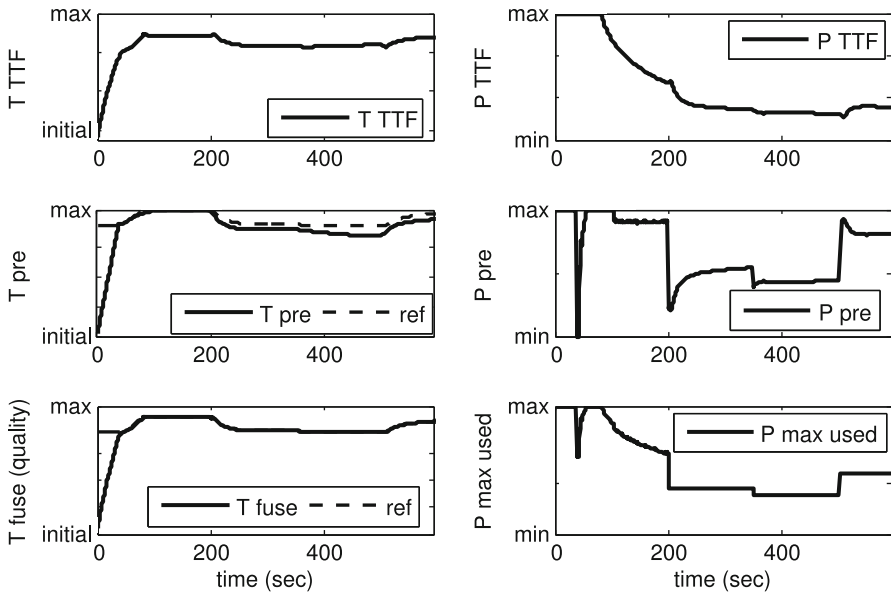 max
T TTF
initial
T TTF
0
200
400
max
P TTF
min
P TTF
0
200
400
max
T pre
initial
T pre ref
0
200
400
max
P pre
min
P pre
0
200
400
max
T fuse (quality)
initial
T fuse ref
0
200
400
time (sec)
max
P max used
min
P max used
0
200
400
time (sec)